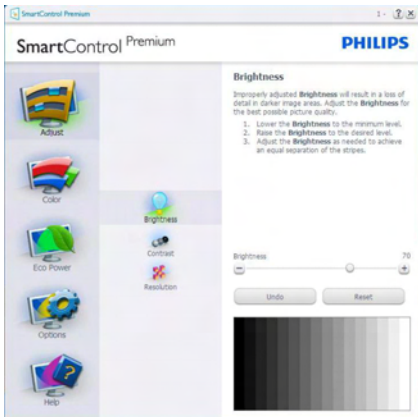 SmartControl Premium
1 - ? X
SmartControl Premium
PHILIPS
Adjust
Color
Eco Power
Options
Help
Brightness
Contrast
Resolution
Brightness
Improperly adjusted Brightness will result in a loss of
detail in darker image areas. Adjust the Brightness for
the best possible picture quality.
1. Lower the Brightness to the minimum level.
2. Raise the Brightness to the desired level.
3. Adjust the Brightness as needed to achieve
an equal separation of the stripes.
Brightness 70
Undo Reset